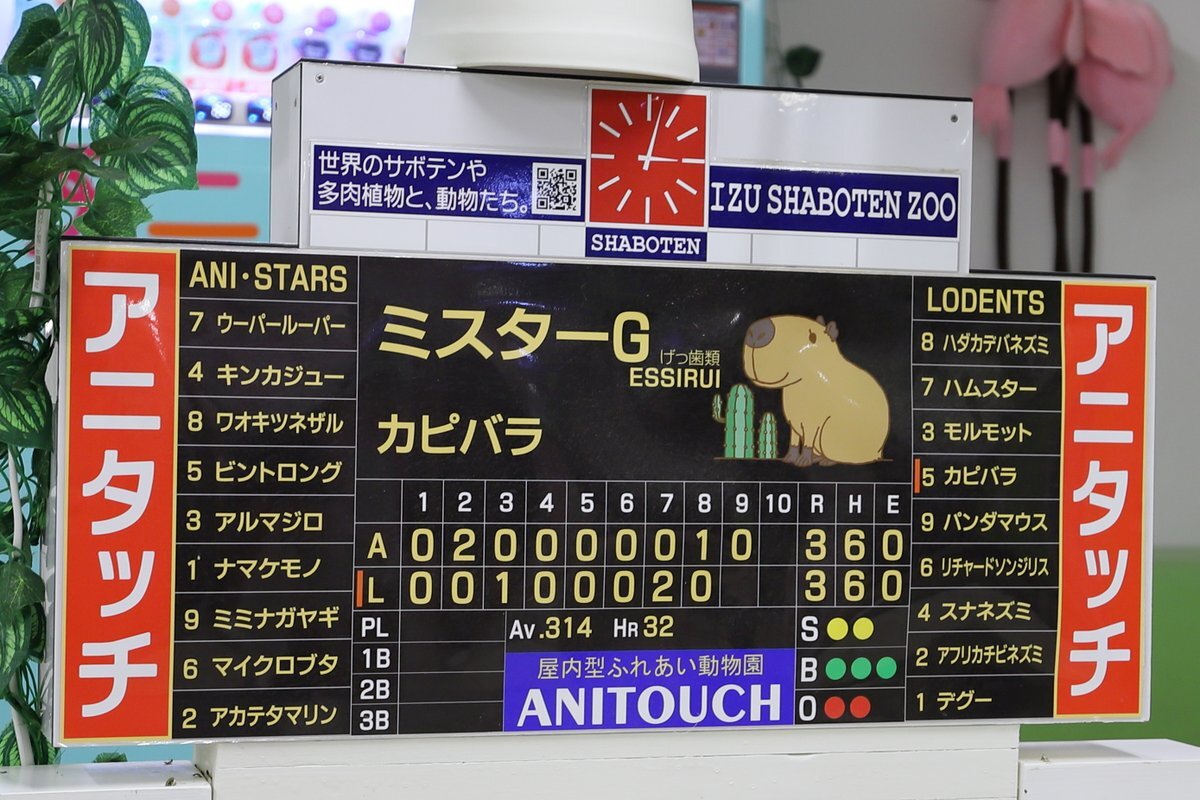 世界のサボテンや
多肉植物と、動物たち。
SHABOTEN
IZU SHABOTEN ZOO
アニタッチ
ANI・STARS
7 ウーパールーパー
4 キンカジュー
8 ワオキツネザル
5 ビントロング
3 アルマジロ
1 ナマケモノ
9 ミミナガヤギ
6 マイクロブタ
2 アカテタマリン
ミスターG
げっ歯類
ESSIRUI
カピバラ
1 2 3 4 5 6 7 8 9 10 R H E
A 0 2 0 0 0 0 0 1 0 3 6 0
L 0 0 1 0 0 0 2 0 3 6 0
PL
1B
2B
3B
Av .314 HR 32
屋内型ふれあい動物園
ANITOUCH
S
B
O
LODENTS
8 ハダカデバネズミ
7 ハムスター
3 モルモット
5 カピバラ
9 パンダマウス
6 リチャードソンジリス
4 スナネズミ
2 アフリカチビネズミ
1 デグー
アニタッチ